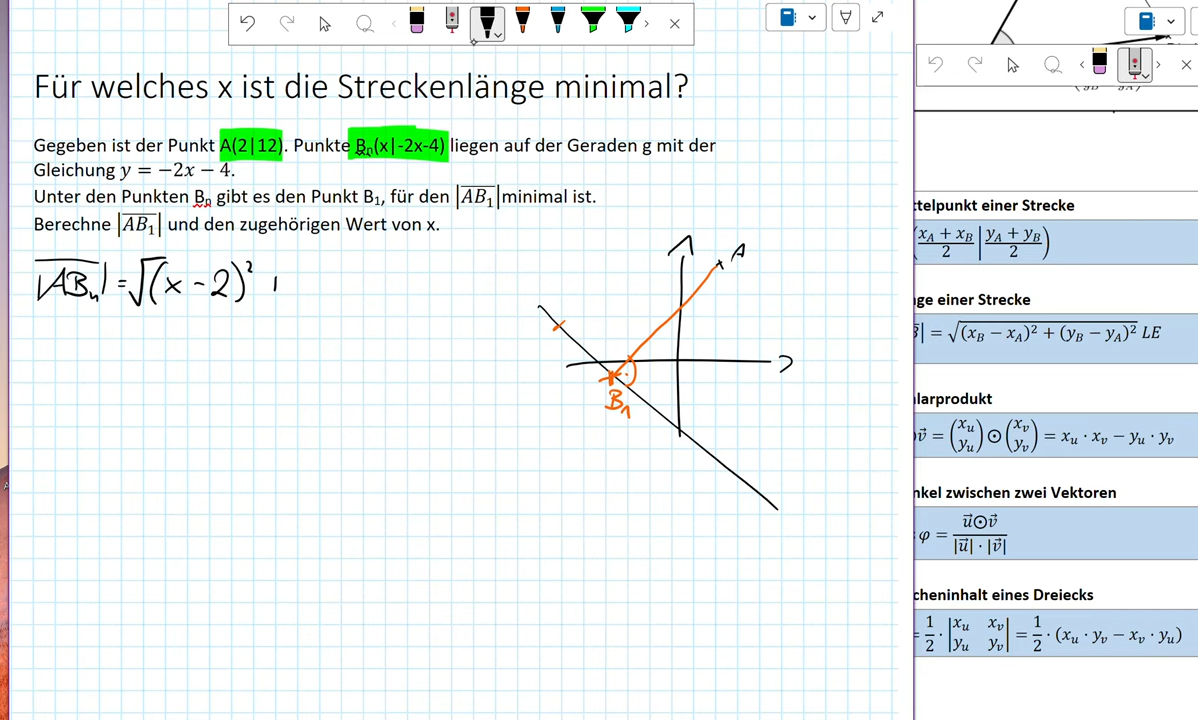 Für welches x ist die Streckenlänge minimal?
Gegeben ist der Punkt A(2|12). Punkte Bn(x|-2x-4) liegen auf der Geraden g mit der
Gleichung y = −2x − 4.
Unter den Punkten Bn gibt es den Punkt B1, für den |AB1| minimal ist.
Berechne |AB1| und den zugehörigen Wert von x.
|ABn| = √(x - 2)²
A
B1
ttelpunkt einer Strecke
xA + xB / 2 | yA + yB / 2)
ge einer Strecke
| = √(xB − xA)² + (yB − yA)² LE
larprodukt
v⃗ = (xu yu) ⊙ (xv yv) = xu · xv − yu · yv
nkel zwischen zwei Vektoren
φ = u⃗⊙v⃗ / |u⃗| · |v⃗|
cheninhalt eines Dreiecks
= 1/2 · |xu xv yu yv| = 1/2 · (xu · yv − xv · yu)